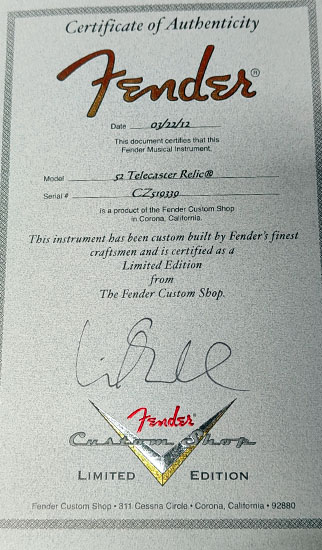 Certificate of Authenticity
Fender®
Date 03/22/12
This document certifies that this
Fender Musical Instrument,
Model 52 Telecaster Relic®
Serial # CZ519339
is a product of the Fender Custom Shop
in Corona, California.
This instrument has been custom built by Fender's finest
craftsmen and is certified as a
Limited Edition
from
The Fender Custom Shop.
Fender®
Custom Shop
LIMITED EDITION
Fender Custom Shop • 311 Cessna Circle • Corona, California • 92880